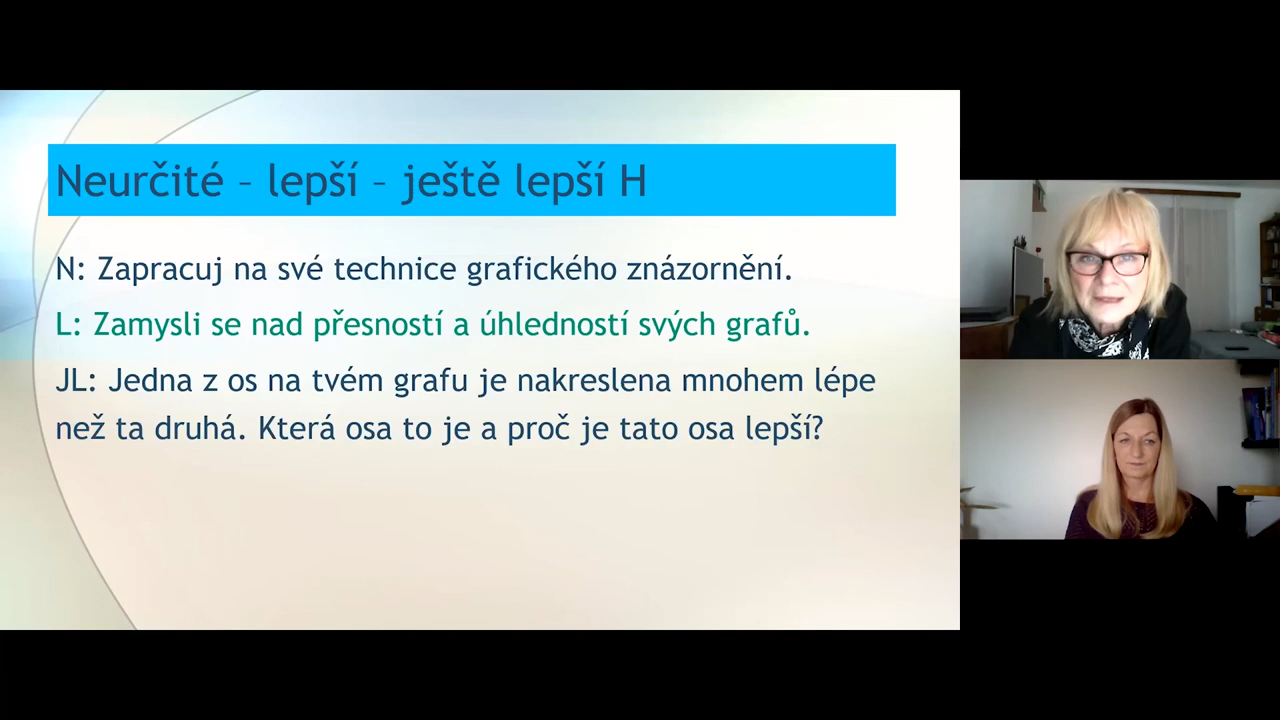 Neurčité – lepší – ještě lepší H
N: Zapracuj na své technice grafického znázornění.
L: Zamysli se nad přesností a úhledností svých grafů.
JL: Jedna z os na tvém grafu je nakreslena mnohem lépe
než ta druhá. Která osa to je a proč je tato osa lepší?